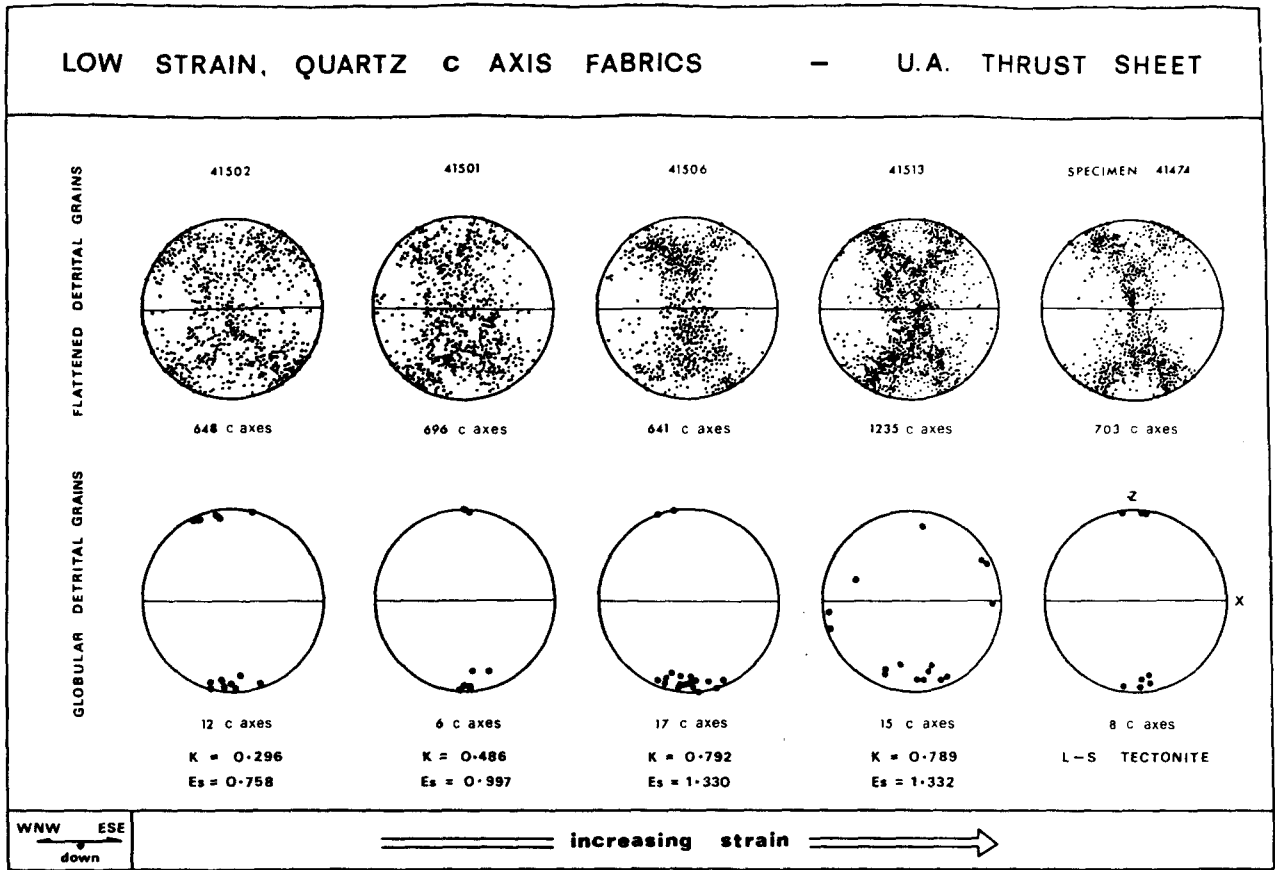 LOW STRAIN, QUARTZ C AXIS FABRICS – U.A. THRUST SHEET
FLATTENED DETRITAL GRAINS
41502 41501 41506 41513 SPECIMEN 41474
648 c axes 696 c axes 641 c axes 1235 c axes 703 c axes
GLOBULAR DETRITAL GRAINS
Z
X
12 c axes 6 c axes 17 c axes 15 c axes 8 c axes
K = 0·296 K = 0·486 K = 0·792 K = 0·789 L-S TECTONITE
Es = 0·758 Es = 0·997 Es = 1·330 Es = 1·332
WNW ESE
down
increasing strain